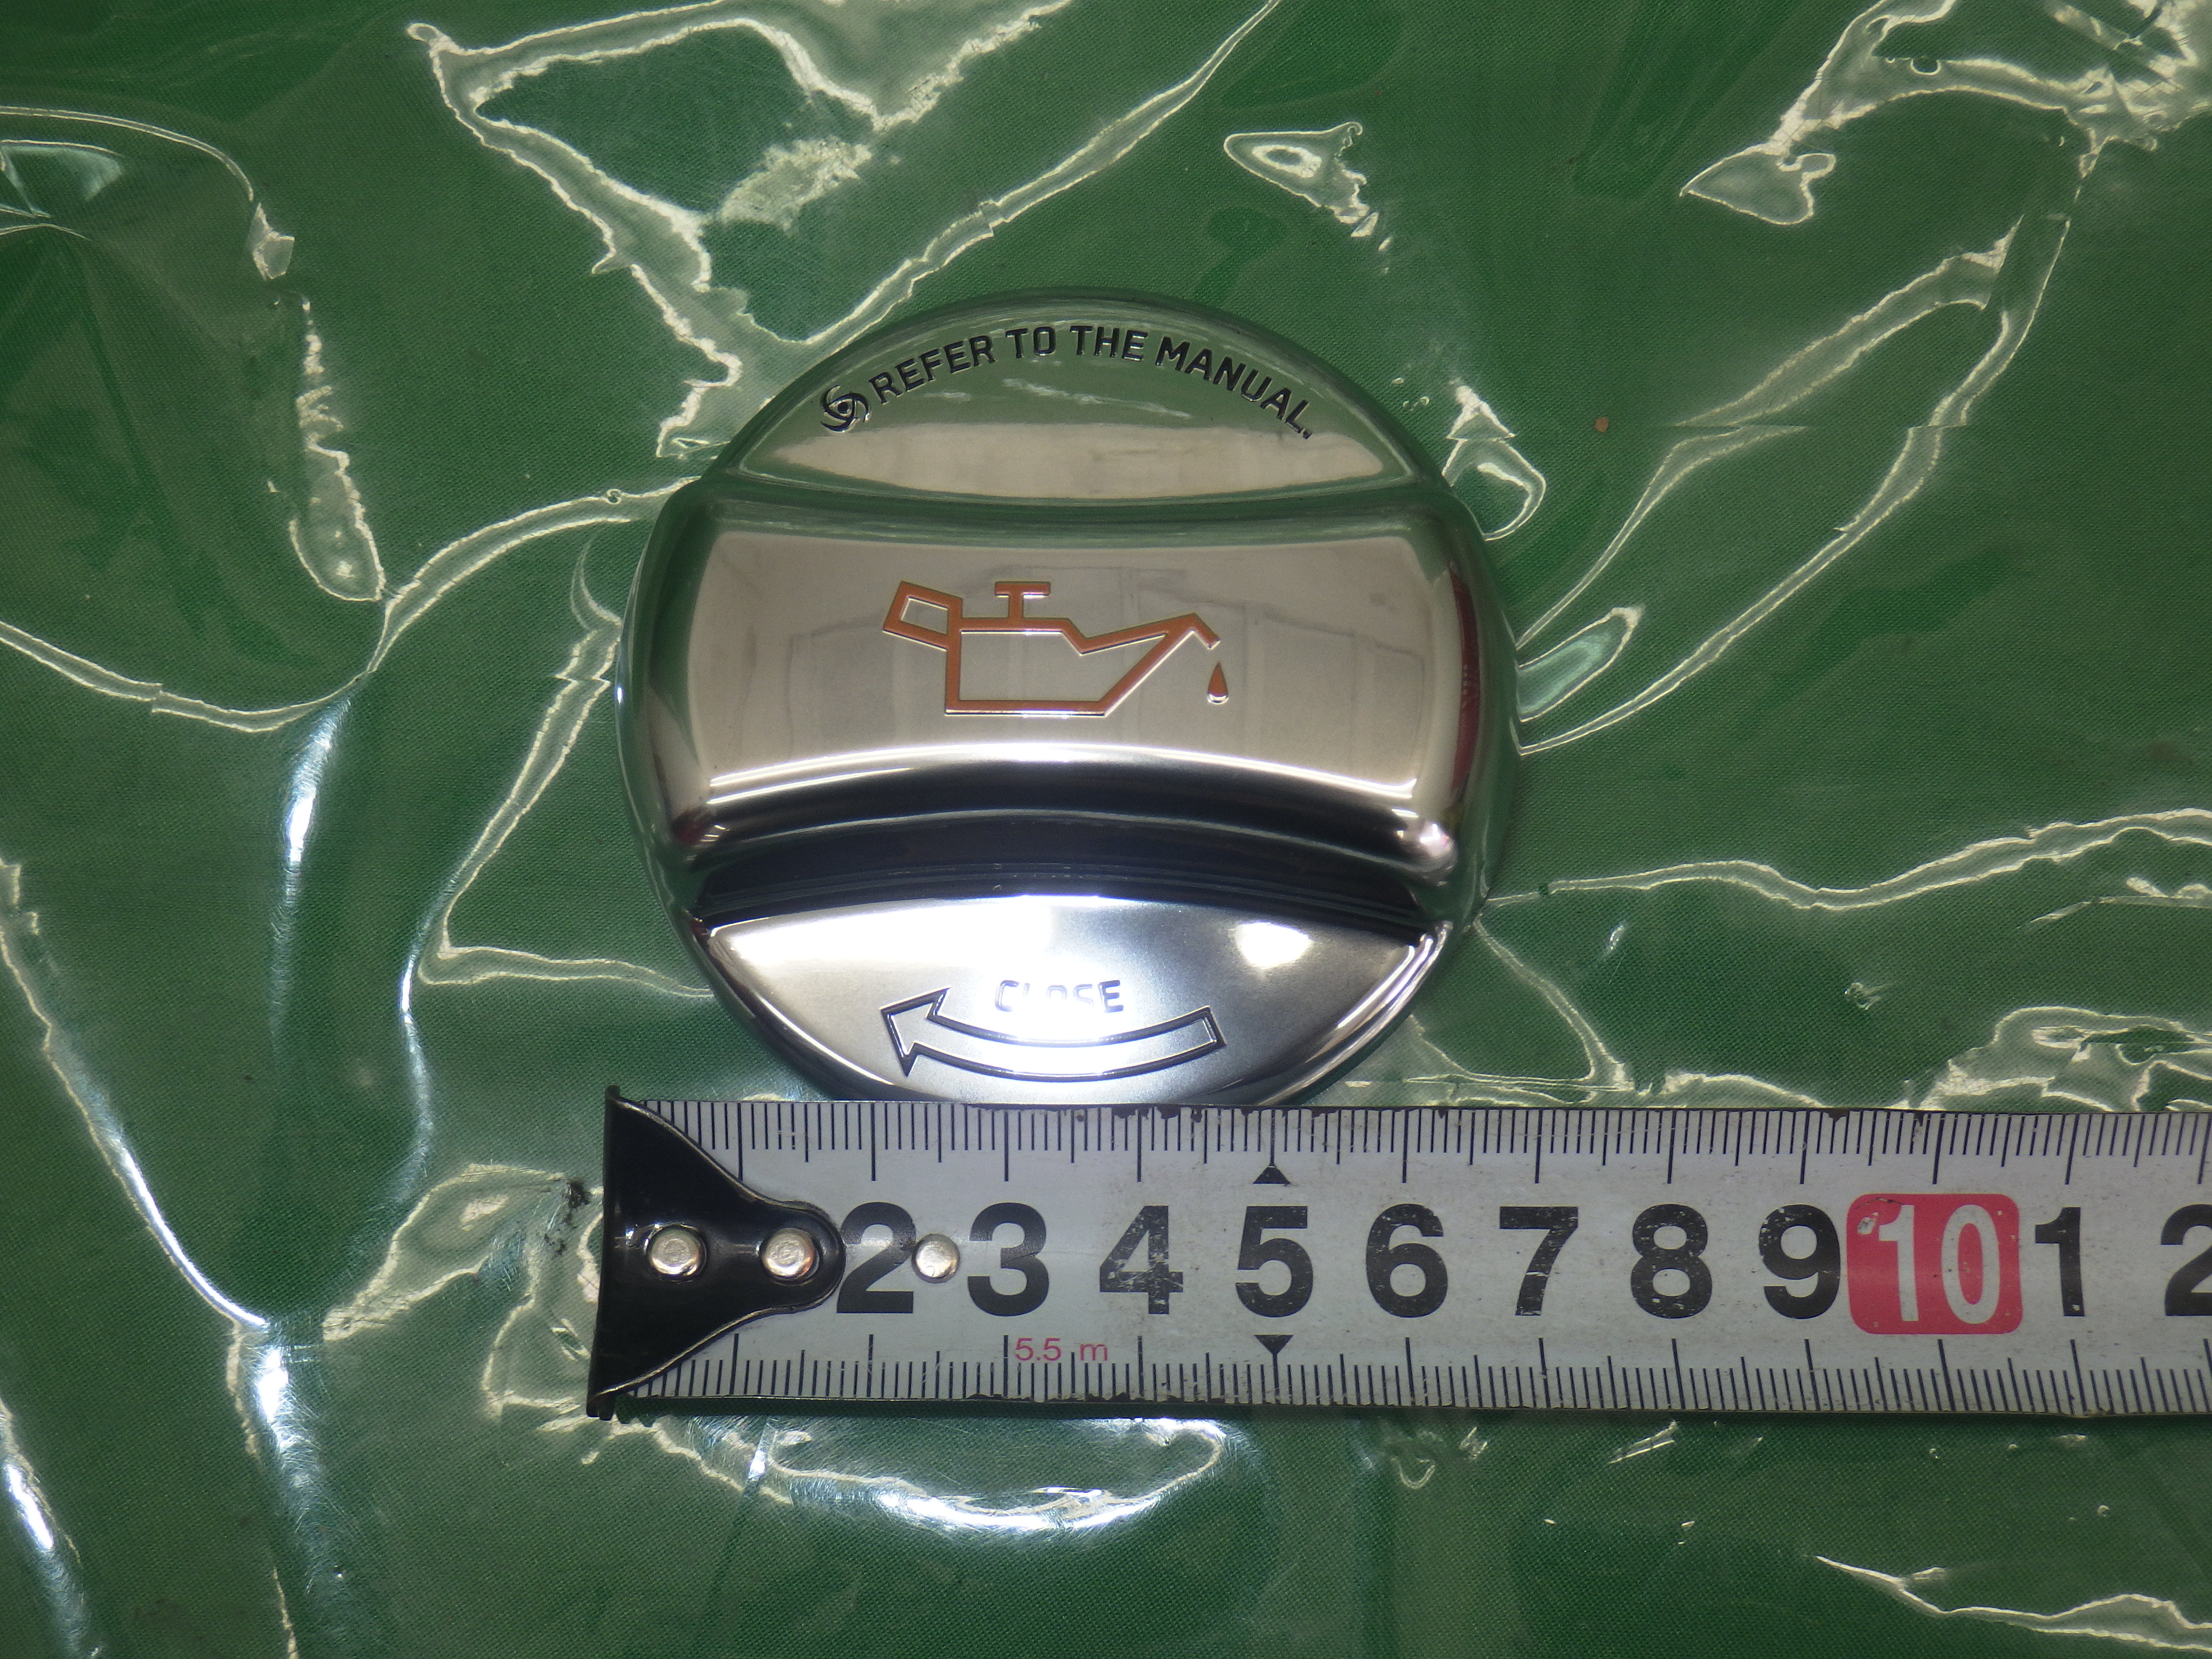 REFER TO THE MANUAL.
CLOSE
2 3 4 5 6 7 8 9 10 1 2
5.5 m